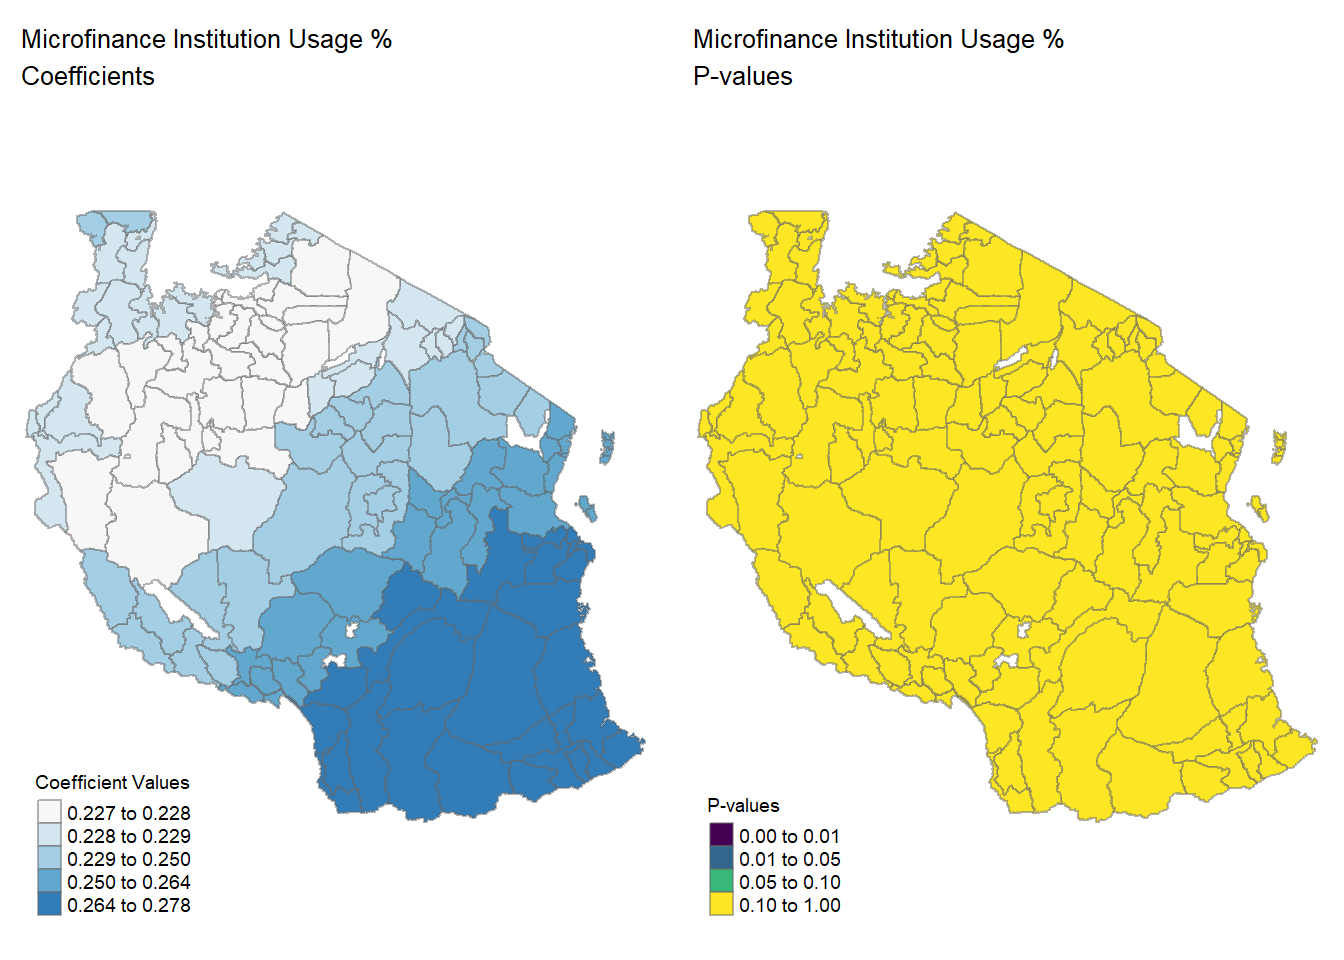 Microfinance Institution Usage %
Coefficients
Microfinance Institution Usage %
P-values
Coefficient Values
0.227 to 0.228
0.228 to 0.229
0.229 to 0.250
0.250 to 0.264
0.264 to 0.278
P-values
0.00 to 0.01
0.01 to 0.05
0.05 to 0.10
0.10 to 1.00